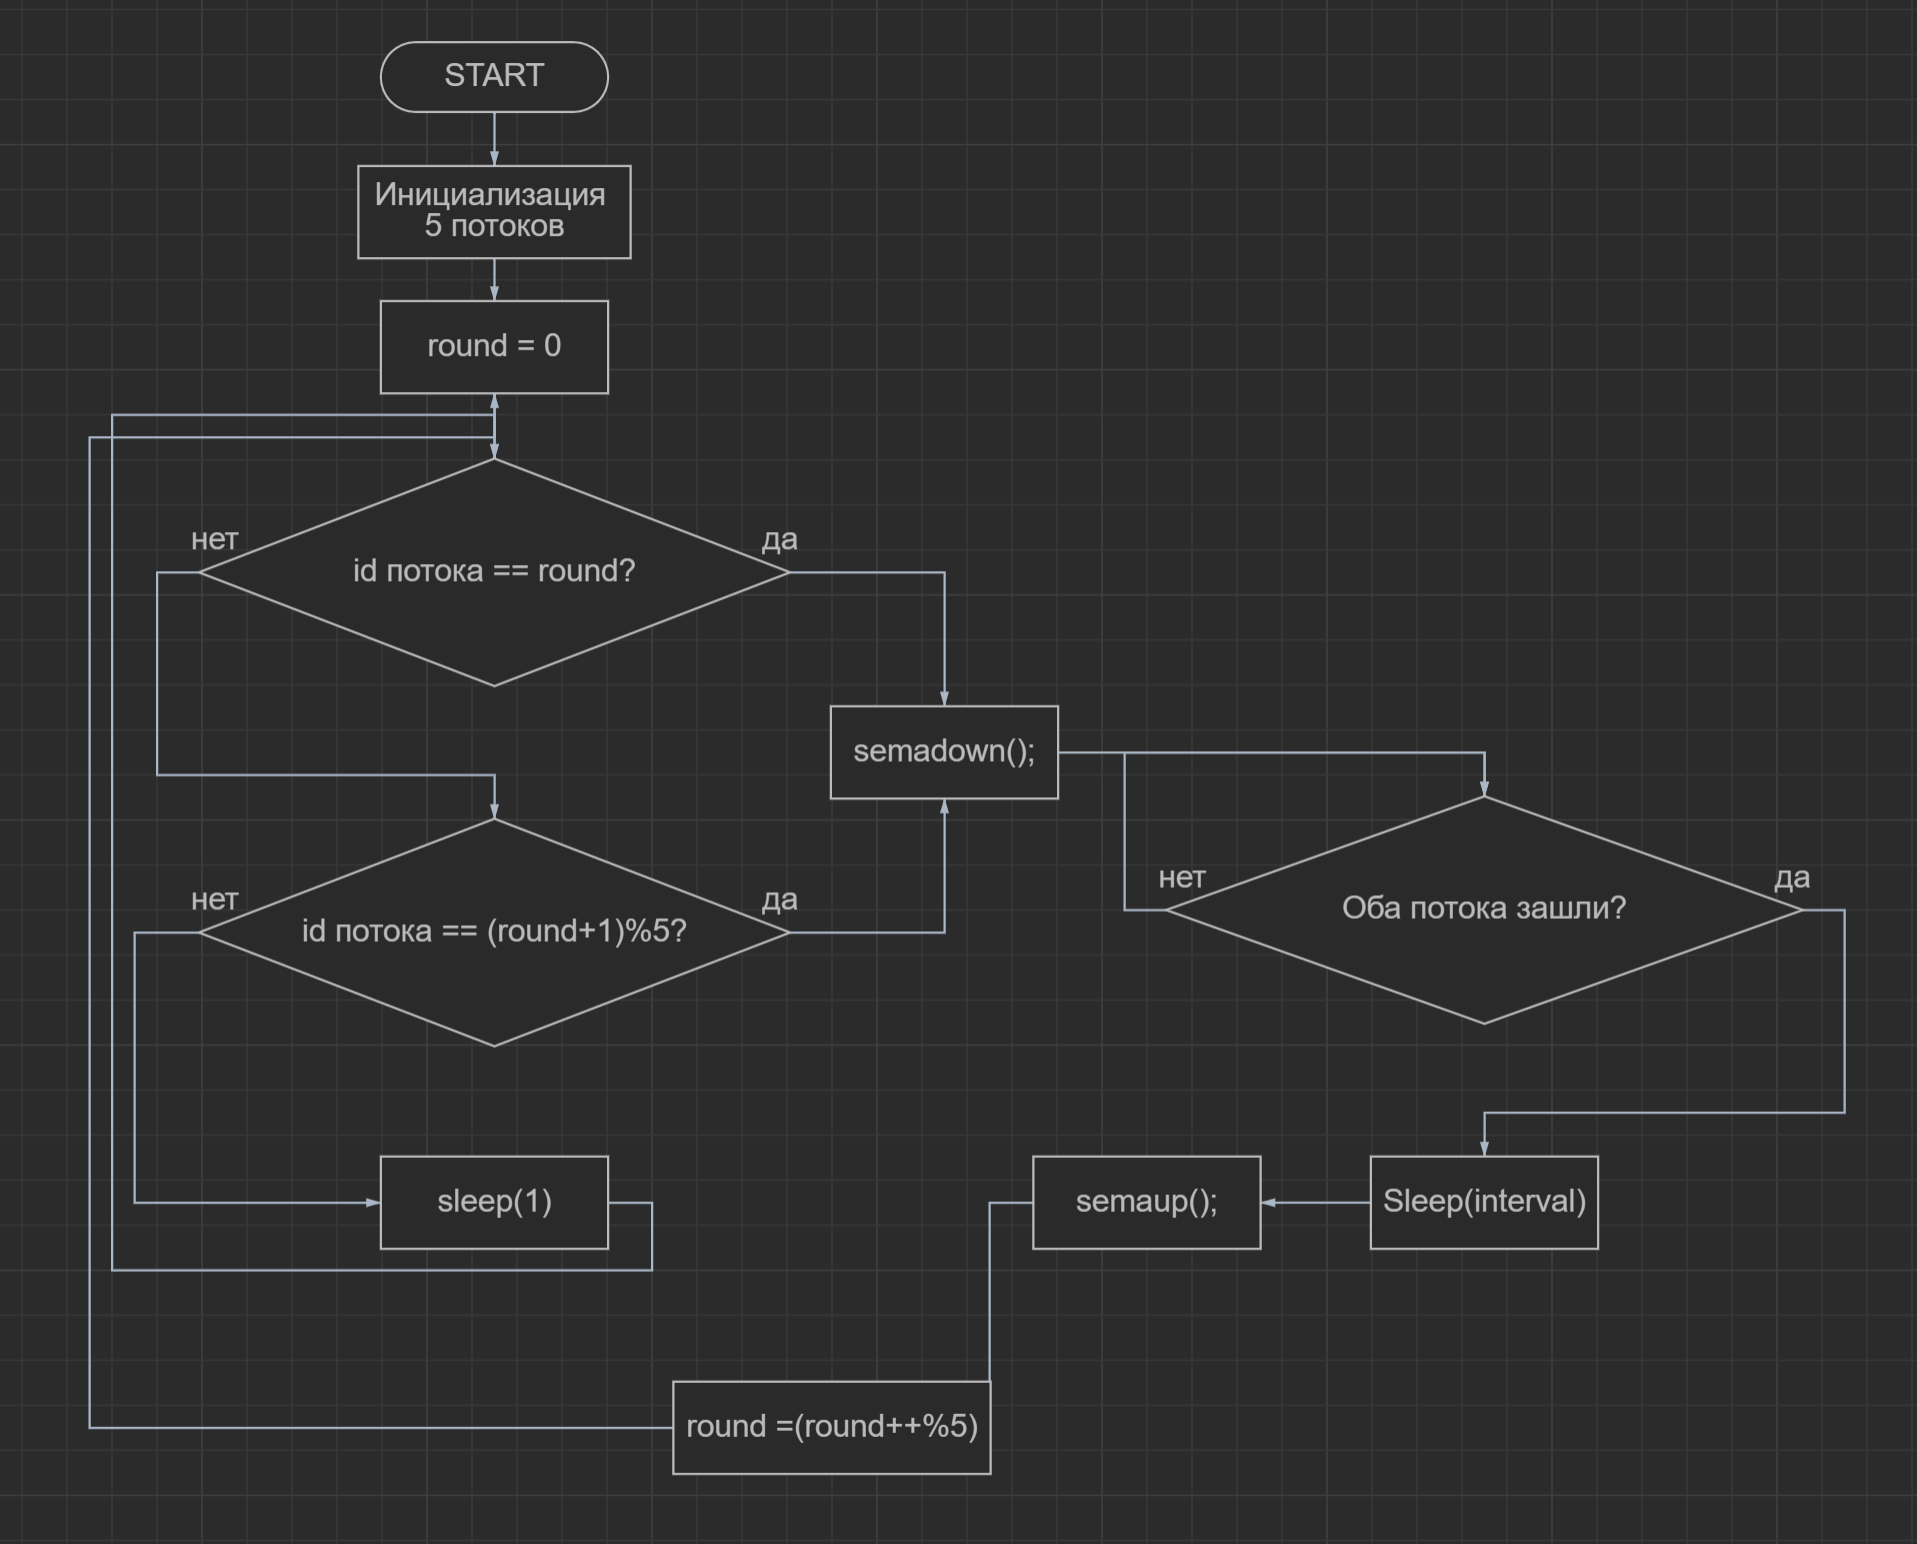 START
Инициализация
5 потоков
round = 0
нет
да
id потока == round?
semadown();
нет
да
id потока == (round+1)%5?
нет
да
Оба потока зашли?
sleep(1)
semaup();
Sleep(interval)
round =(round++%5)